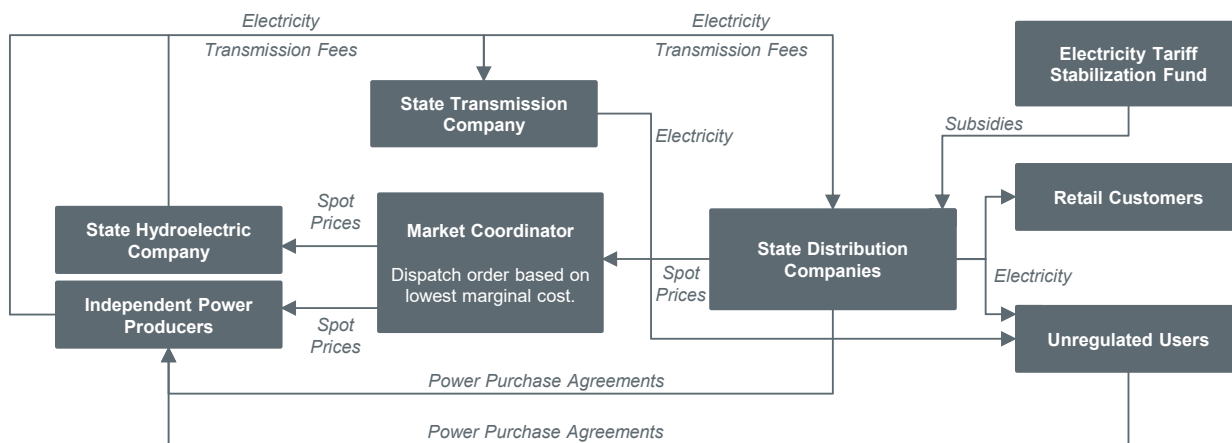 Electricity
Transmission Fees
Electricity
Transmission Fees
Electricity Tariff
Stabilization Fund
State Transmission
Company
Electricity
Subsidies
Retail Customers
State Hydroelectric
Company
Spot
Prices
Market Coordinator
Dispatch order based on
lowest marginal cost.
State Distribution
Companies
Spot
Prices
Electricity
Independent Power
Producers
Spot
Prices
Unregulated Users
Power Purchase Agreements
Power Purchase Agreements